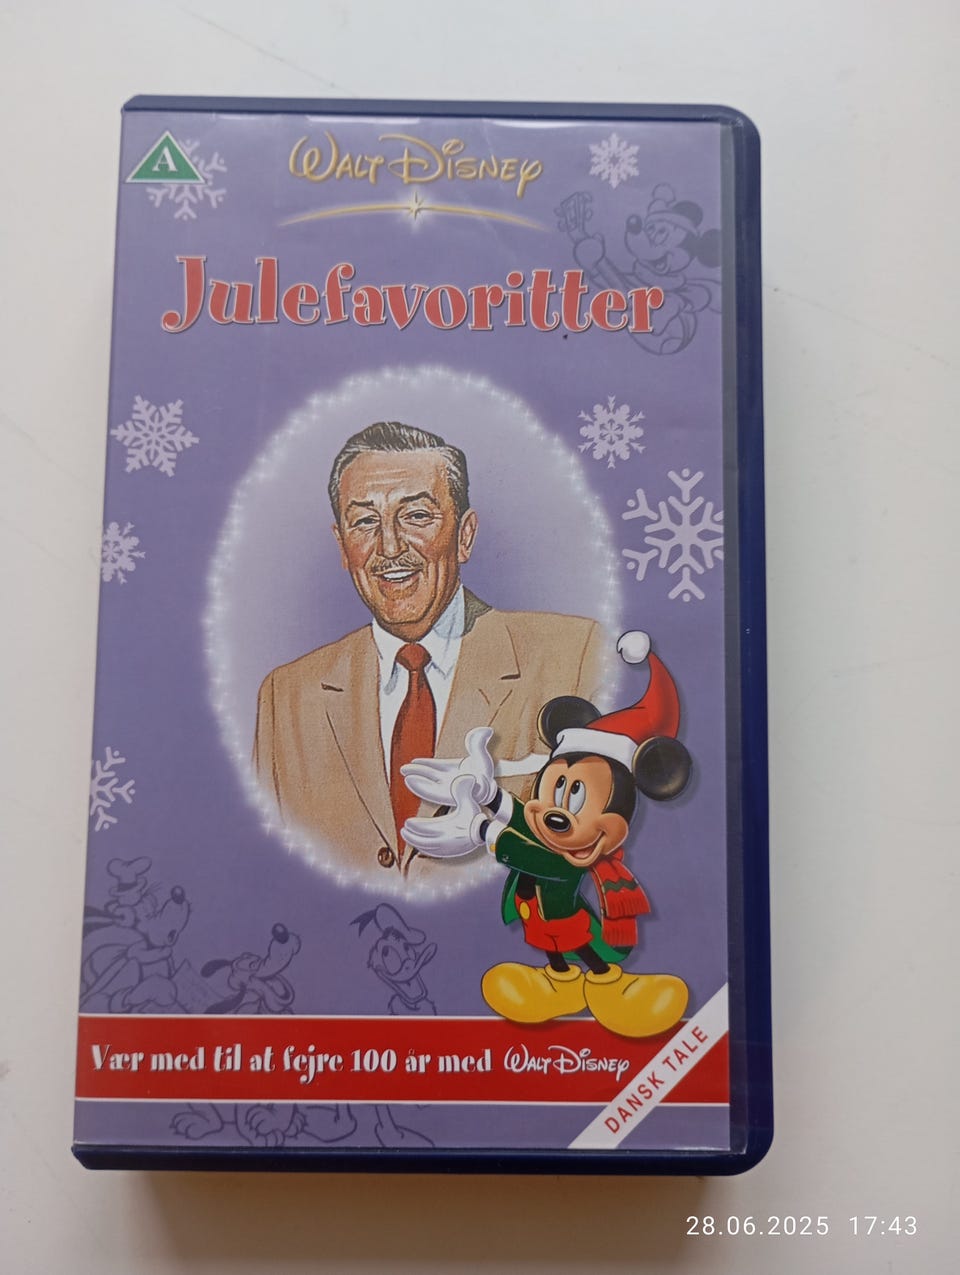 A
WALT DISNEY
Julefavoritter
Vær med til at fejre 100 år med WALT DISNEY
DANSK TALE
28.06.2025 17:43